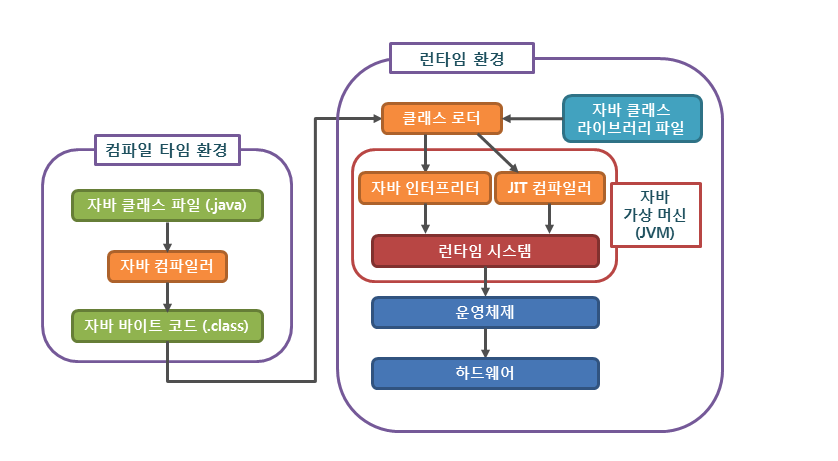 컴파일 타임 환경
자바 클래스 파일 (.java)
자바 컴파일러
자바 바이트 코드 (.class)
런타임 환경
클래스 로더
자바 클래스
라이브러리 파일
자바 인터프리터
JIT 컴파일러
자바
가상 머신
(JVM)
런타임 시스템
운영체제
하드웨어